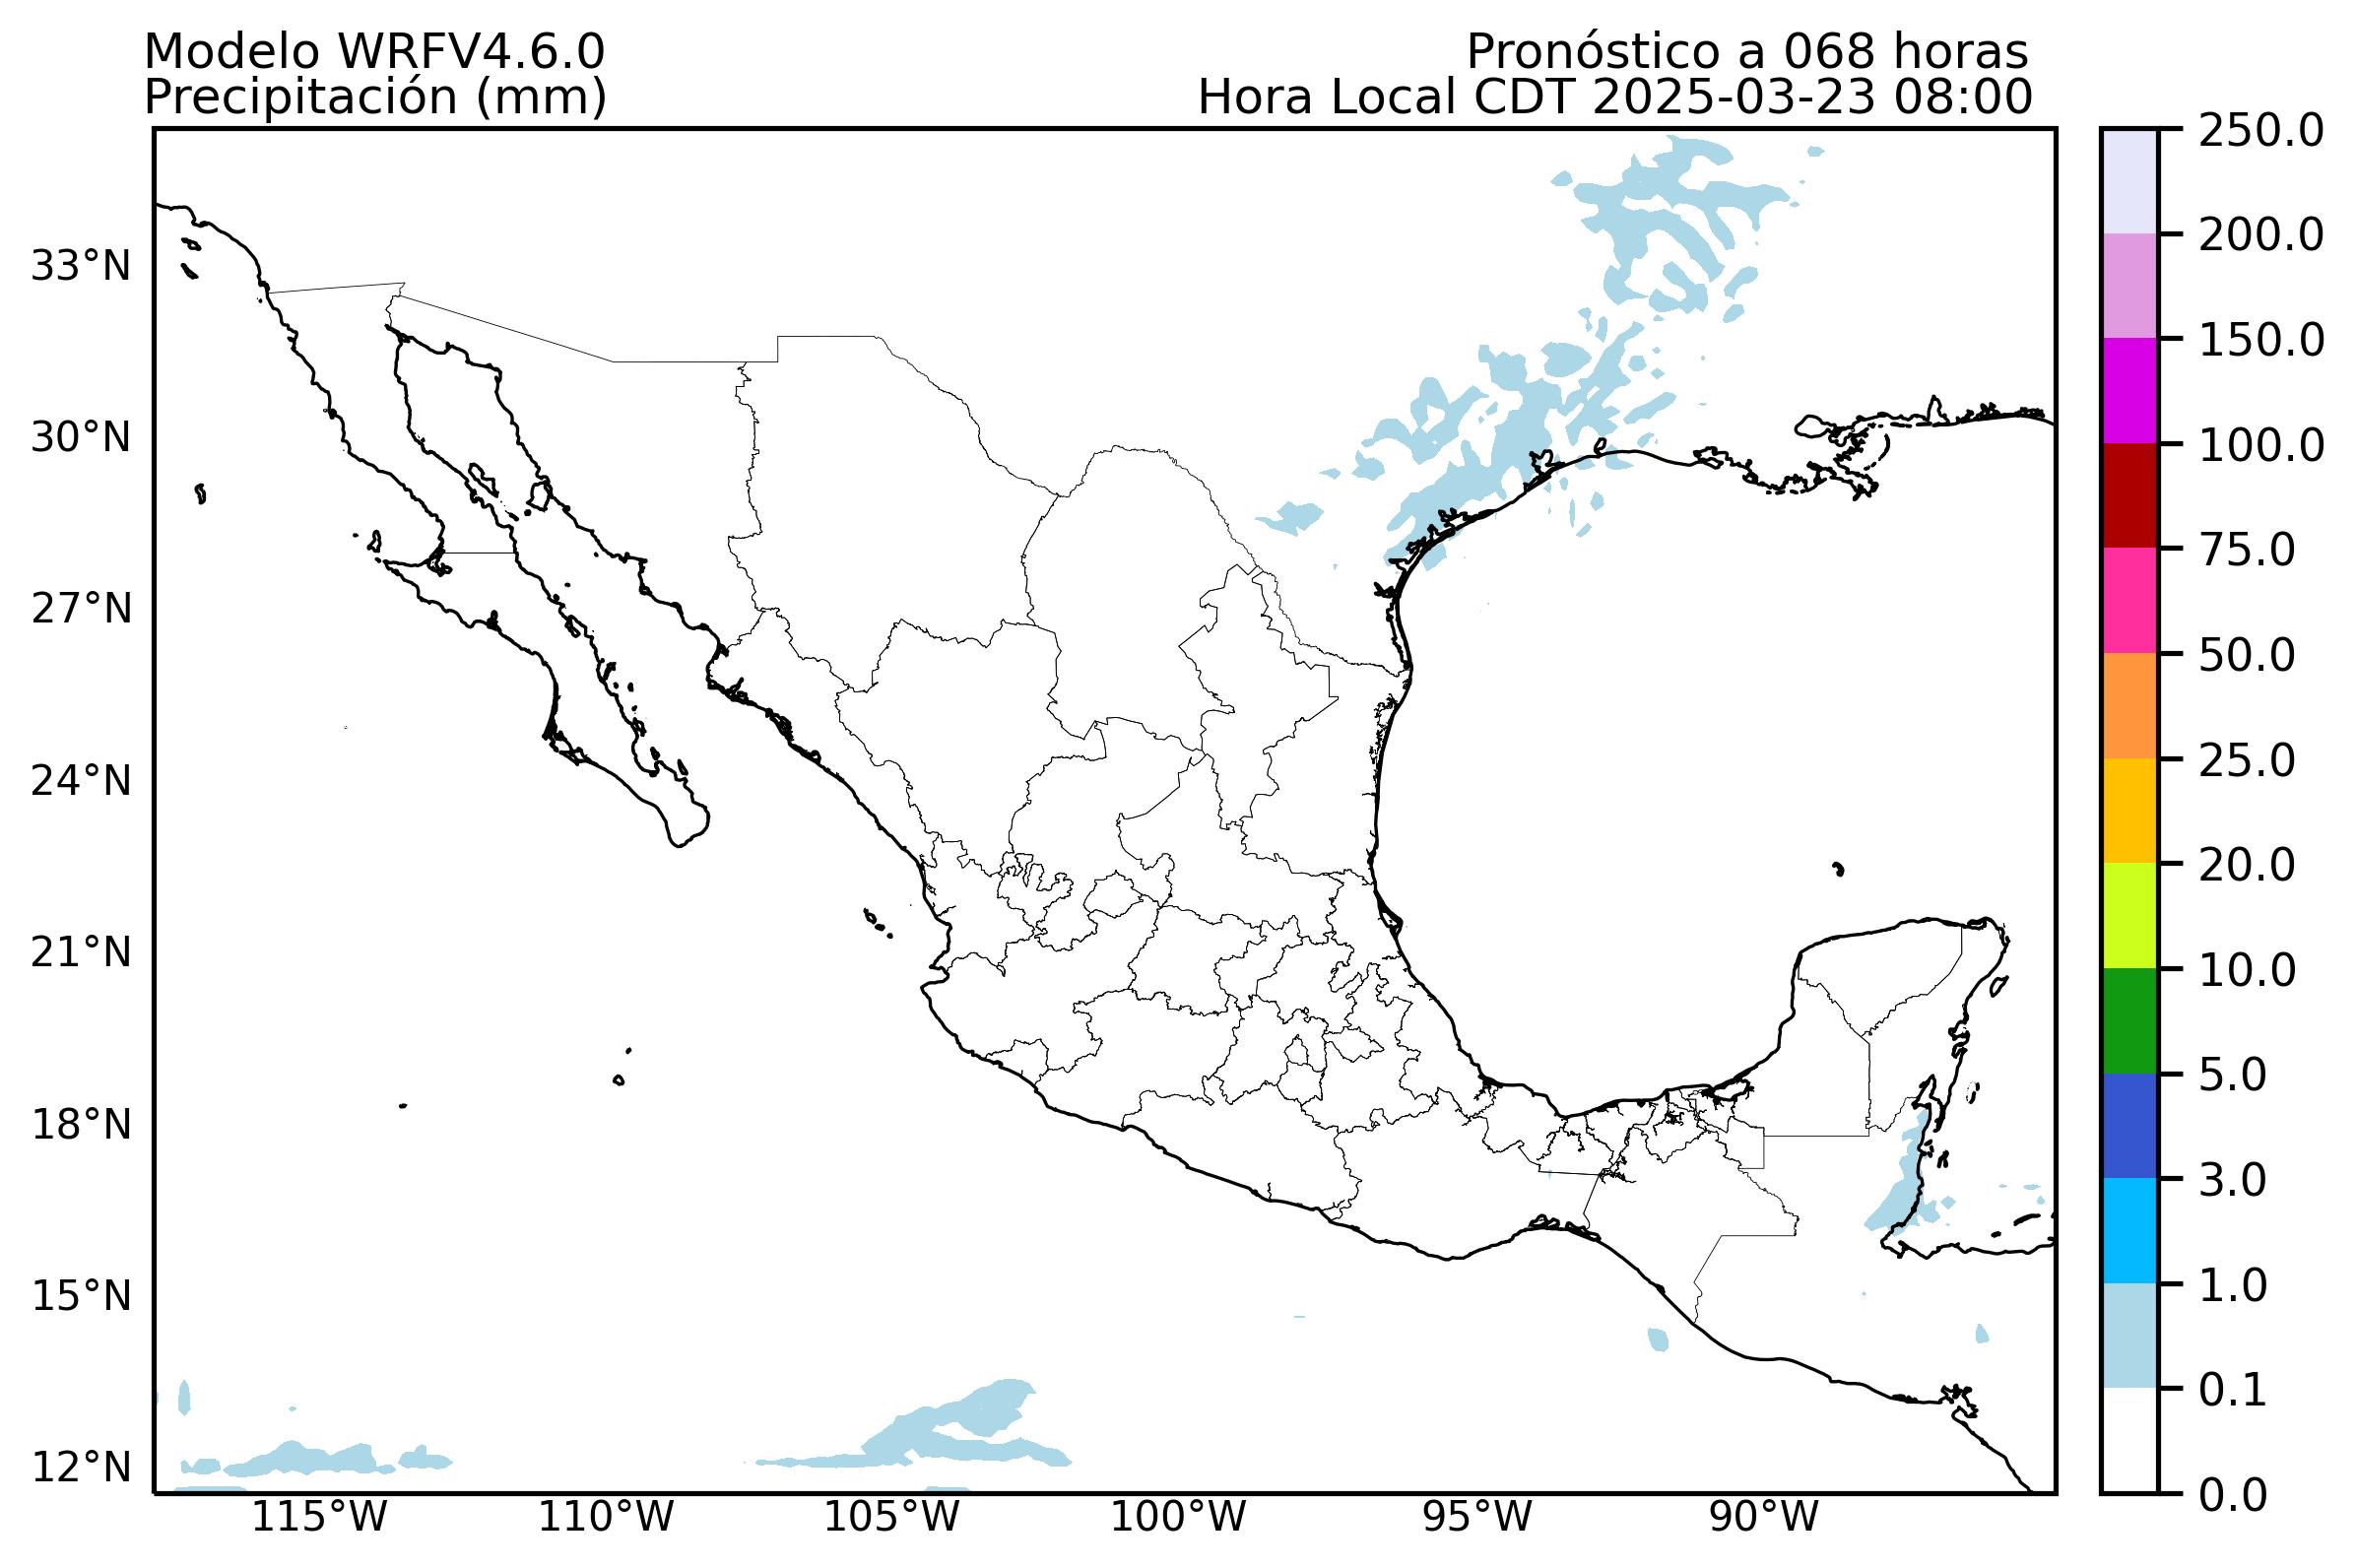 Modelo WRFV4.6.0
Precipitación (mm)
Pronóstico a 068 horas
Hora Local CDT 2025-03-23 08:00
33°N
30°N
27°N
24°N
21°N
18°N
15°N
12°N
115°W
110°W
105°W
100°W
95°W
90°W
250.0
200.0
150.0
100.0
75.0
50.0
25.0
20.0
10.0
5.0
3.0
1.0
0.1
0.0